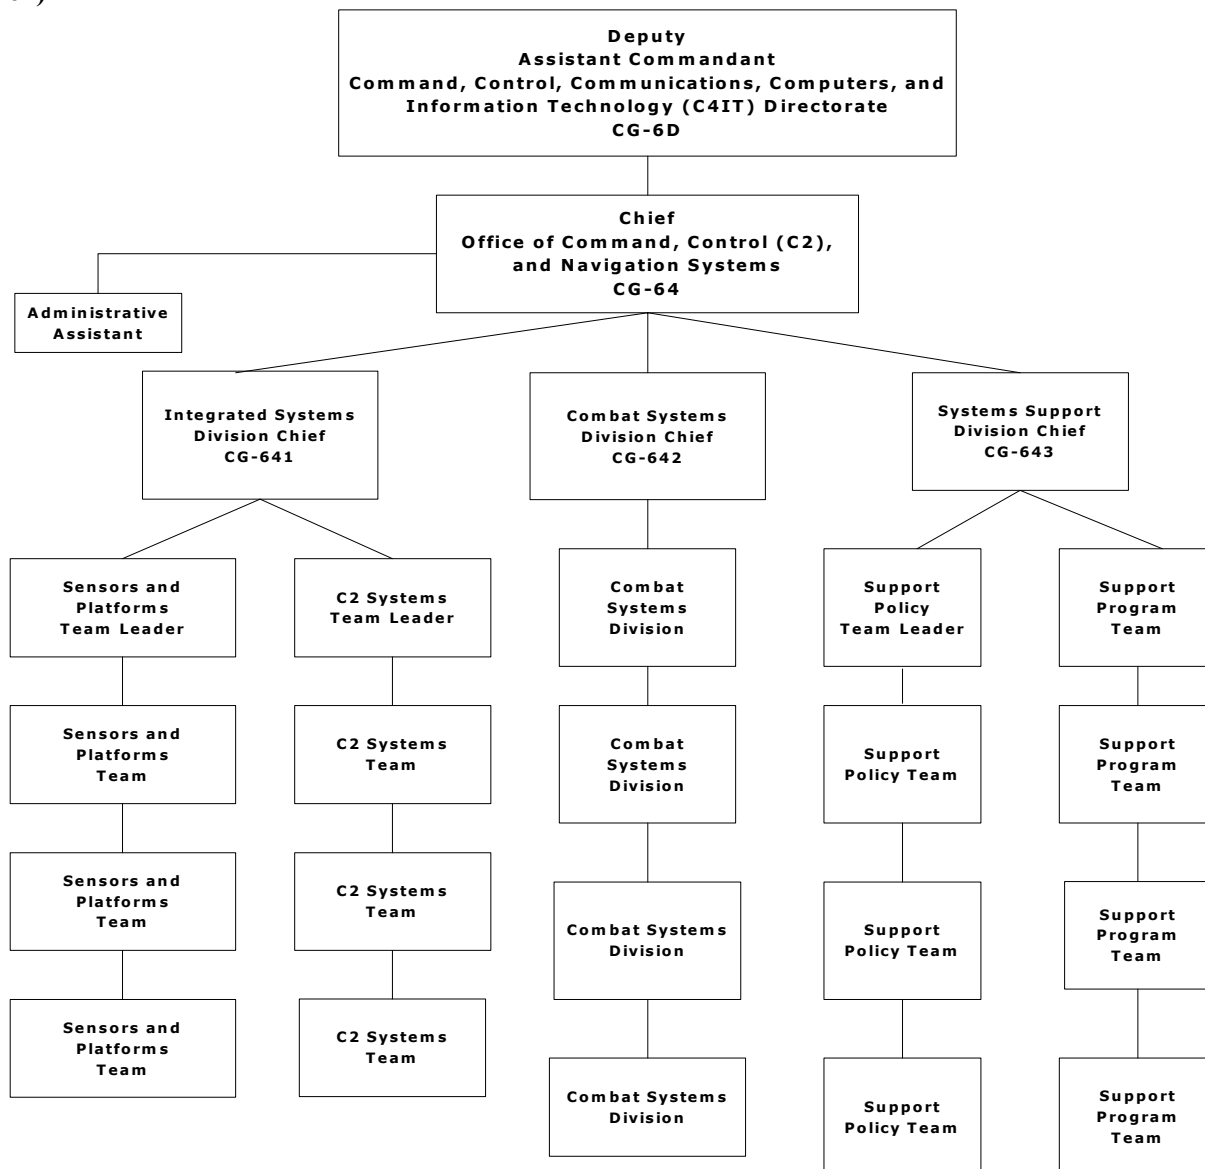 Deputy
Assistant Commandant
Command, Control, Communications, Computers, and
Information Technology (C4IT) Directorate
CG-6D
Chief
Office of Command, Control (C2),
and Navigation Systems
CG-64
Administrative
Assistant
Integrated Systems
Division Chief
CG-641
Combat Systems
Division Chief
CG-642
Systems Support
Division Chief
CG-643
Sensors and
Platforms
Team Leader
C2 Systems
Team Leader
Combat
Systems
Division
Support
Policy
Team Leader
Support
Program
Team
Sensors and
Platforms
Team
C2 Systems
Team
Combat
Systems
Division
Support
Policy Team
Support
Program
Team
Sensors and
Platforms
Team
C2 Systems
Team
Combat Systems
Division
Support
Policy Team
Support
Program
Team
Sensors and
Platforms
Team
C2 Systems
Team
Combat Systems
Division
Support
Policy Team
Support
Program
Team